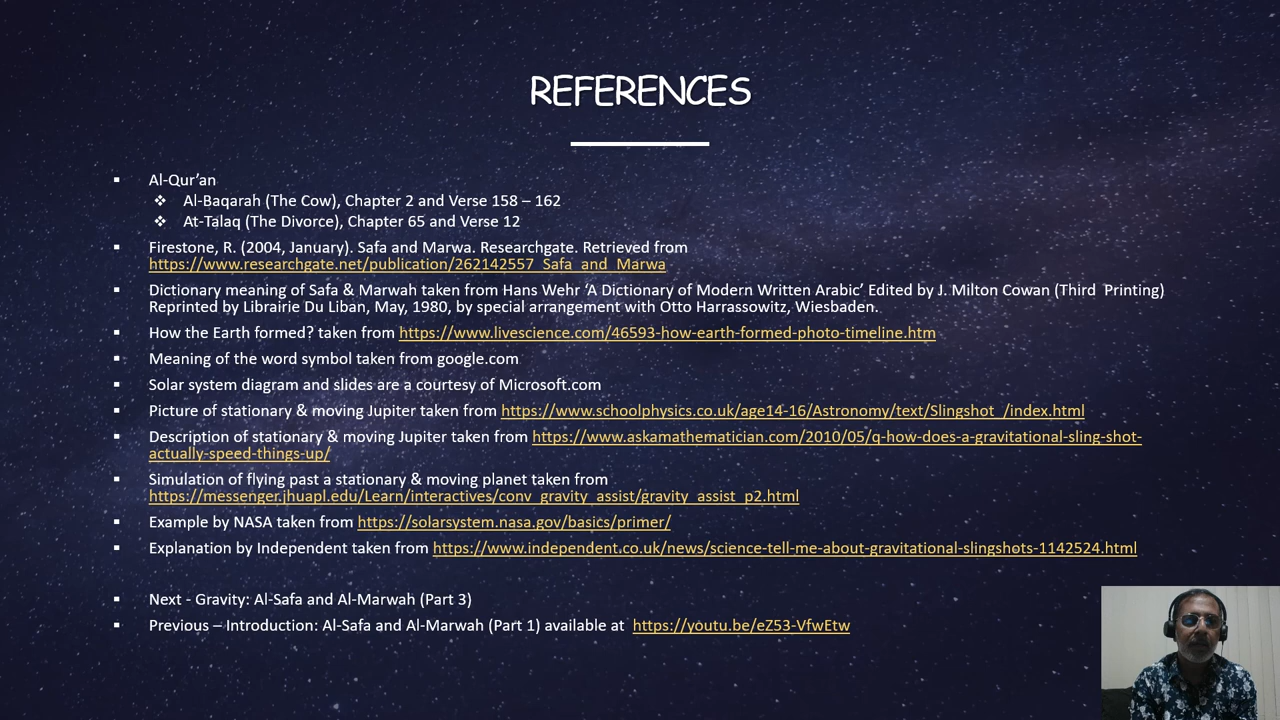 REFERENCES
Al-Qur’an
Al-Baqarah (The Cow), Chapter 2 and Verse 158 – 162
At-Talaq (The Divorce), Chapter 65 and Verse 12
Firestone, R. (2004, January). Safa and Marwa. Researchgate. Retrieved from
https://www.researchgate.net/publication/262142557_Safa_and_Marwa
Dictionary meaning of Safa & Marwah taken from Hans Wehr ‘A Dictionary of Modern Written Arabic’ Edited by J. Milton Cowan (Third Printing)
Reprinted by Librairie Du Liban, May, 1980, by special arrangement with Otto Harrassowitz, Wiesbaden.
How the Earth formed? taken from https://www.livescience.com/46593-how-earth-formed-photo-timeline.htm
Meaning of the word symbol taken from google.com
Solar system diagram and slides are a courtesy of Microsoft.com
Picture of stationary & moving Jupiter taken from https://www.schoolphysics.co.uk/age14-16/Astronomy/text/Slingshot_/index.html
Description of stationary & moving Jupiter taken from https://www.askamathematician.com/2010/05/q-how-does-a-gravitational-sling-shot-
actually-speed-things-up/
Simulation of flying past a stationary & moving planet taken from
https://messenger.jhuapl.edu/Learn/interactives/conv_gravity_assist/gravity_assist_p2.html
Example by NASA taken from https://solarsystem.nasa.gov/basics/primer/
Explanation by Independent taken from https://www.independent.co.uk/news/science-tell-me-about-gravitational-slingshots-1142524.html
Next - Gravity: Al-Safa and Al-Marwah (Part 3)
Previous – Introduction: Al-Safa and Al-Marwah (Part 1) available at https://youtu.be/eZ53-VfwEtw